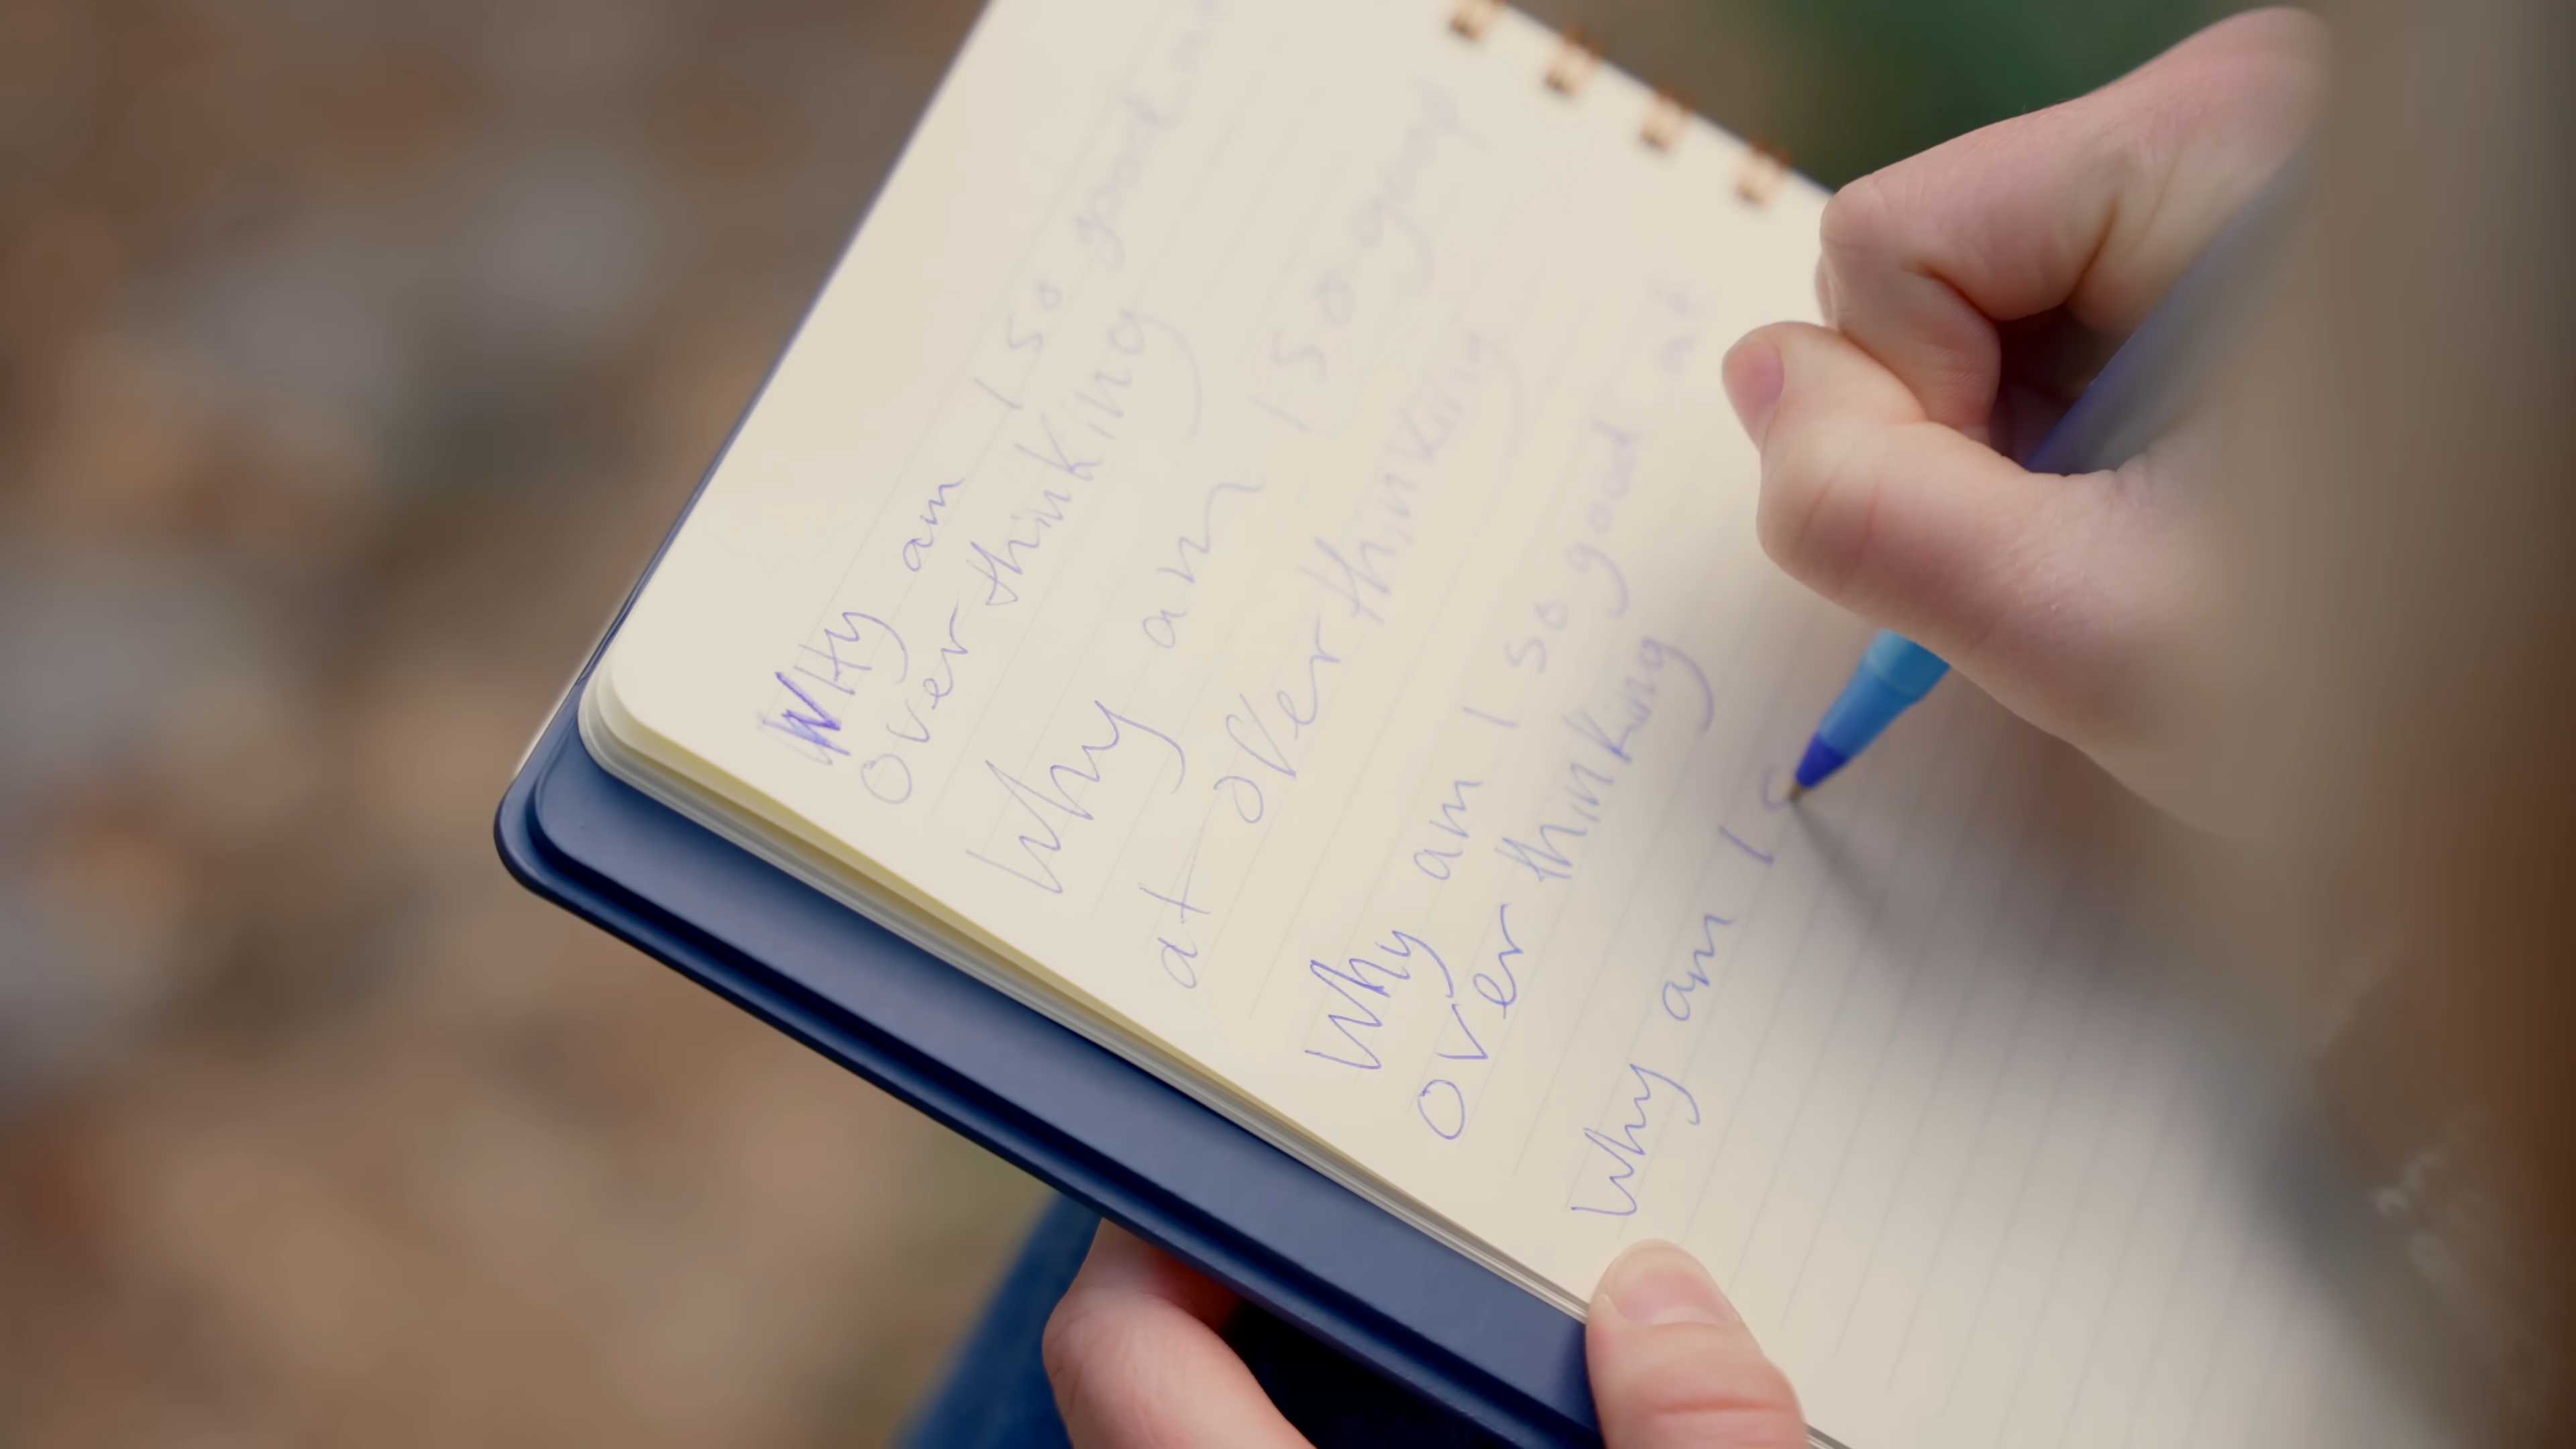 WHy am I so good at
over thinking
Why am I so good
at over thinking
Why am I so good at
over thinking
Why am I s